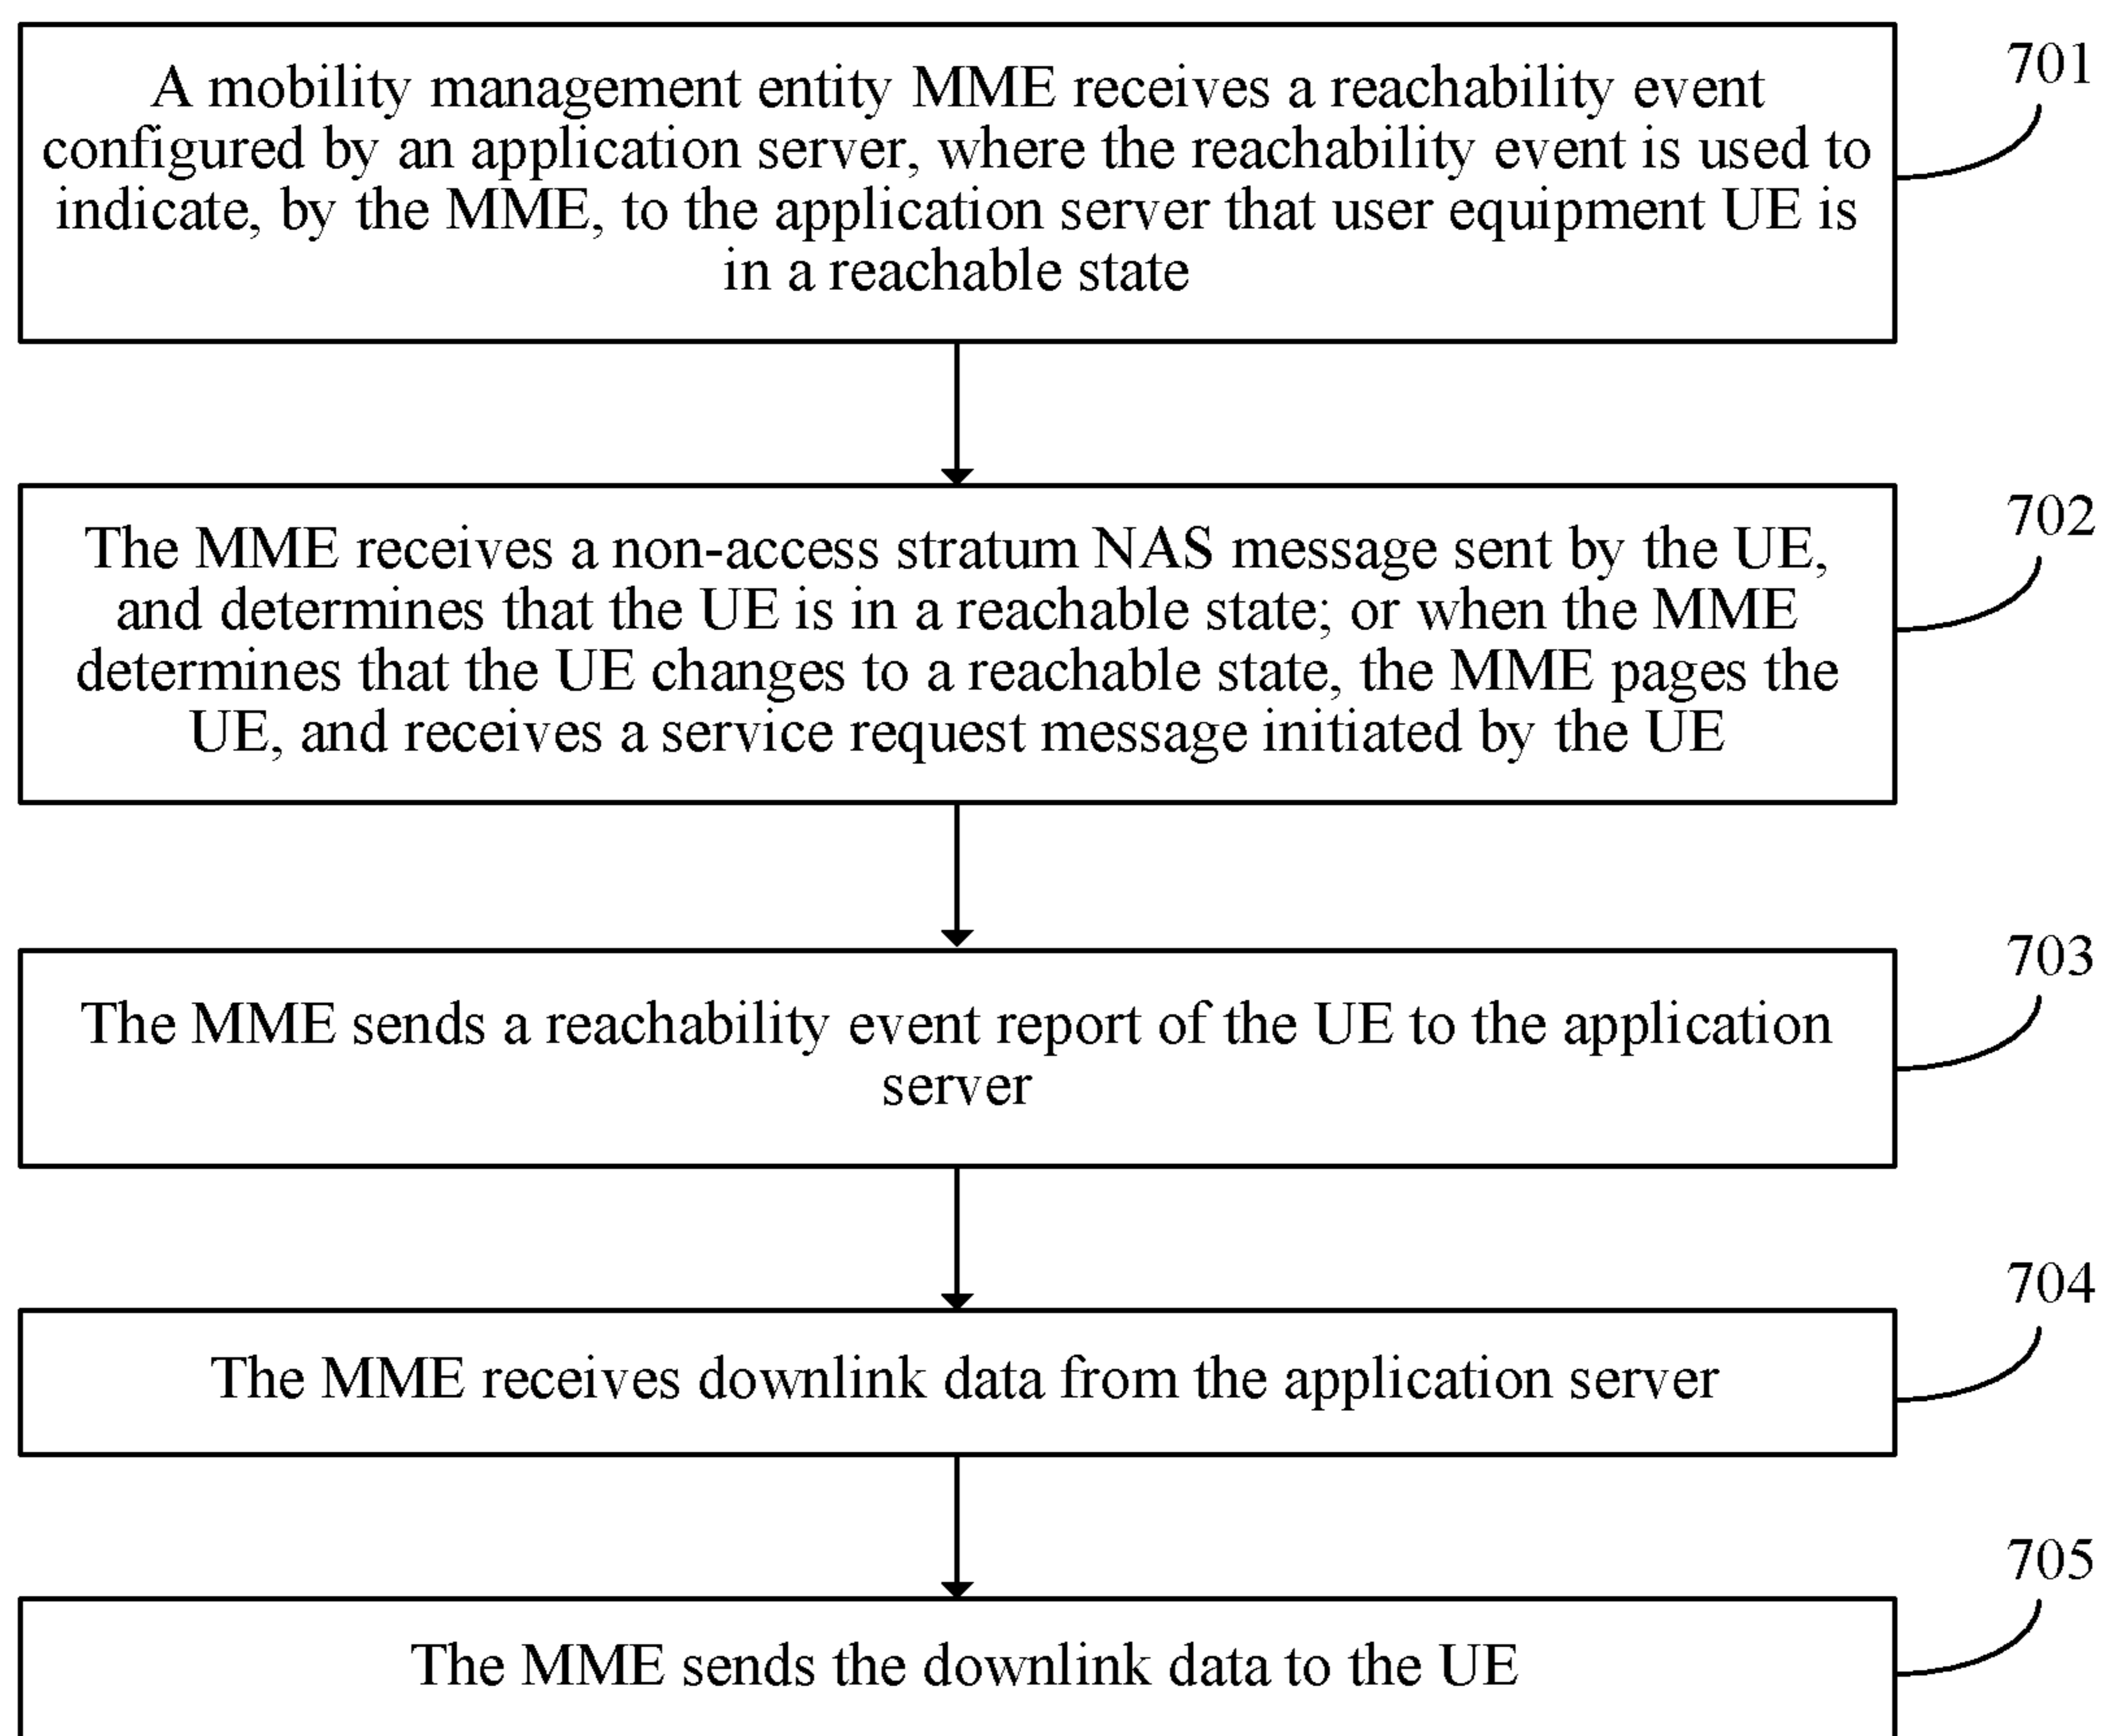 A mobility management entity MME receives a reachability event
configured by an application server, where the reachability event is used to
indicate, by the MME, to the application server that user equipment UE is
in a reachable state
701
The MME receives a non-access stratum NAS message sent by the UE,
and determines that the UE is in a reachable state; or when the MME
determines that the UE changes to a reachable state, the MME pages the
UE, and receives a service request message initiated by the UE
702
The MME sends a reachability event report of the UE to the application
server
703
The MME receives downlink data from the application server
704
The MME sends the downlink data to the UE
705